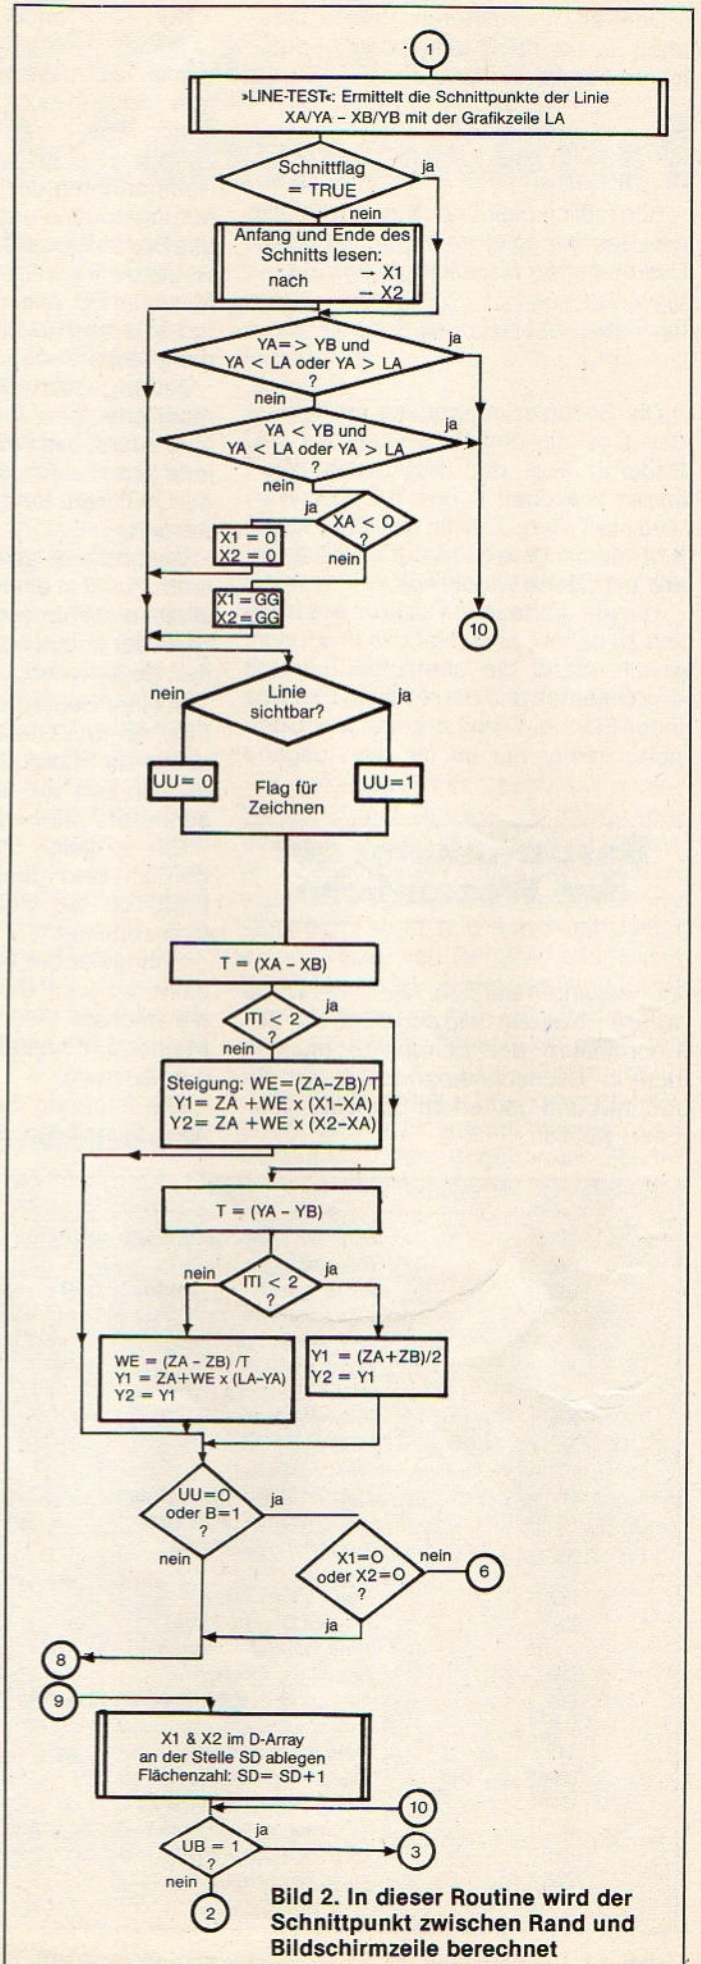 1
»LINE-TEST«: Ermittelt die Schnittpunkte der Linie
XA/YA – XB/YB mit der Grafikzeile LA
Schnittflag
= TRUE
ja
nein
Anfang und Ende des
Schnitts lesen:
nach → X1
→ X2
YA=> YB und
YA < LA oder YA > LA
?
ja
nein
YA < YB und
YA < LA oder YA > LA
?
ja
nein
XA < O
?
ja
nein
X1 = 0
X2 = 0
X1=GG
X2=GG
10
Linie
sichtbar?
nein
ja
UU= 0
Flag für
Zeichnen
UU=1
T = (XA – XB)
ITI < 2
?
ja
nein
Steigung: WE=(ZA–ZB)/T
Y1= ZA +WE x (X1–XA)
Y2= ZA +WE x (X2–XA)
T = (YA – YB)
nein
ITI < 2
?
ja
WE = (ZA – ZB) /T
Y1 = ZA+WE x (LA–YA)
Y2 = Y1
Y1 = (ZA+ZB)/2
Y2 = Y1
UU=O
oder B=1
?
ja
nein
X1=O
oder X2=O
?
nein
6
ja
8
9
X1 & X2 im D-Array
an der Stelle SD ablegen
Flächenzahl: SD= SD+1
10
UB = 1
?
ja
3
nein
2
Bild 2. In dieser Routine wird der
Schnittpunkt zwischen Rand und
Bildschirmzeile berechnet